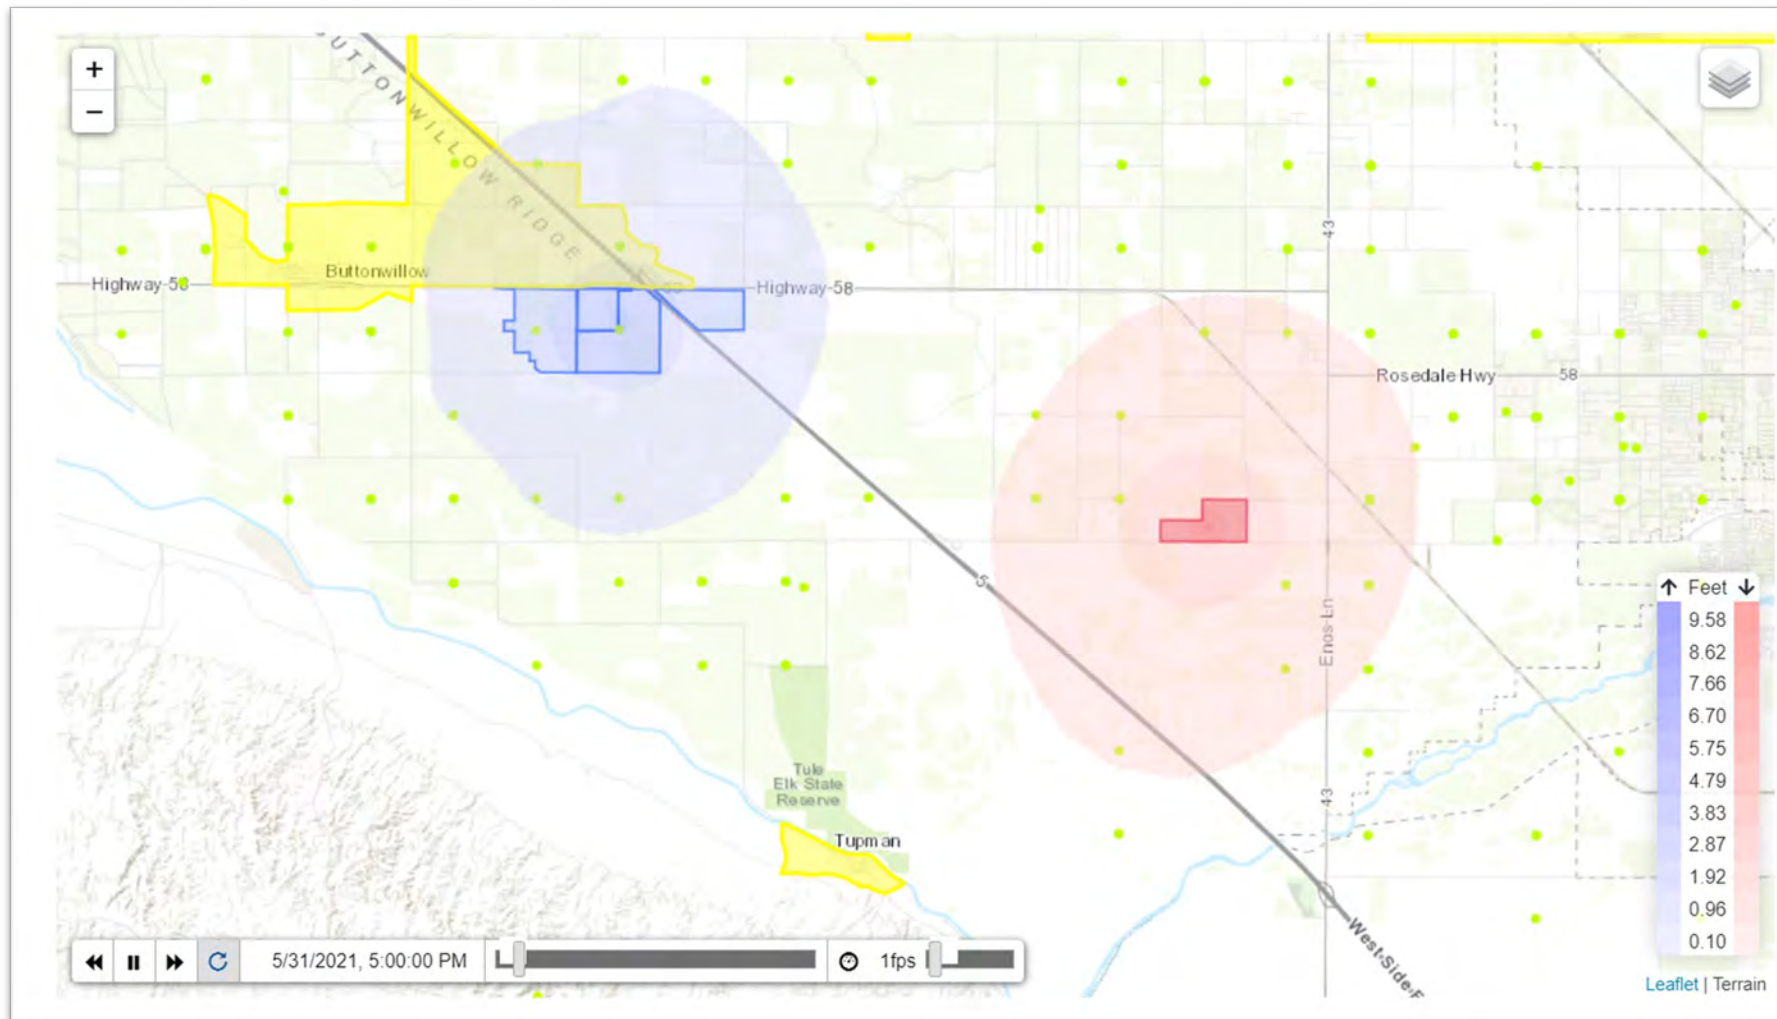 +
−
BUTTONWILLOW RIDGE
Buttonwillow
Highway-58
Highway-58
43
Rosedale Hwy
58
5
Enos-Ln
Feet
9.58
8.62
7.66
6.70
5.75
4.79
3.83
2.87
1.92
0.96
0.10
Tule
Elk State
Reserve
43
Tupman
West-Side-F
5/31/2021, 5:00:00 PM
1fps
Leaflet | Terrain